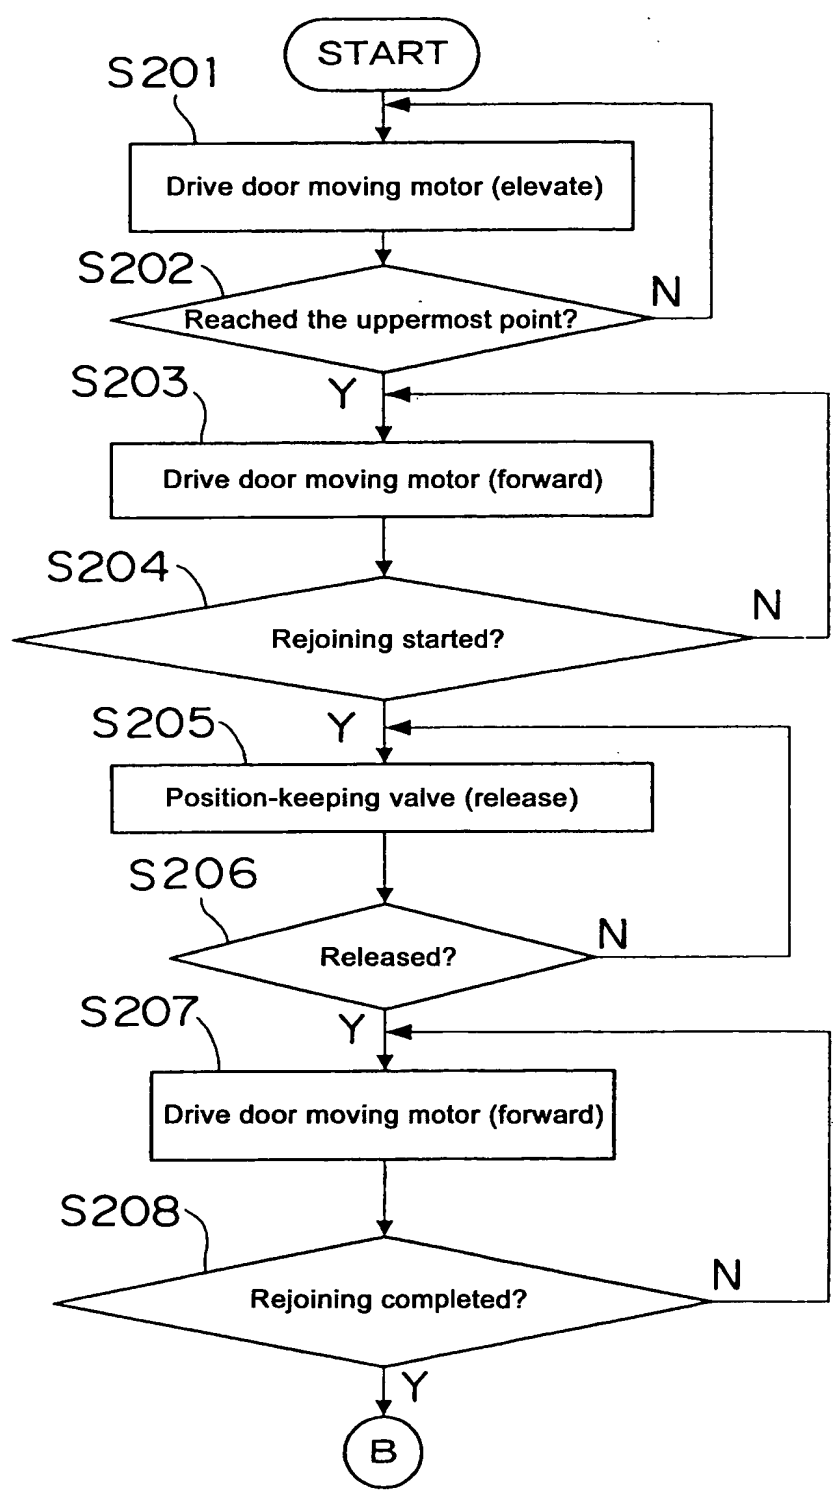 START
S201
Drive door moving motor (elevate)
S202
Reached the uppermost point?
N
Y
S203
Drive door moving motor (forward)
S204
Rejoining started?
N
Y
S205
Position-keeping valve (release)
S206
Released?
N
Y
S207
Drive door moving motor (forward)
S208
Rejoining completed?
N
Y
B